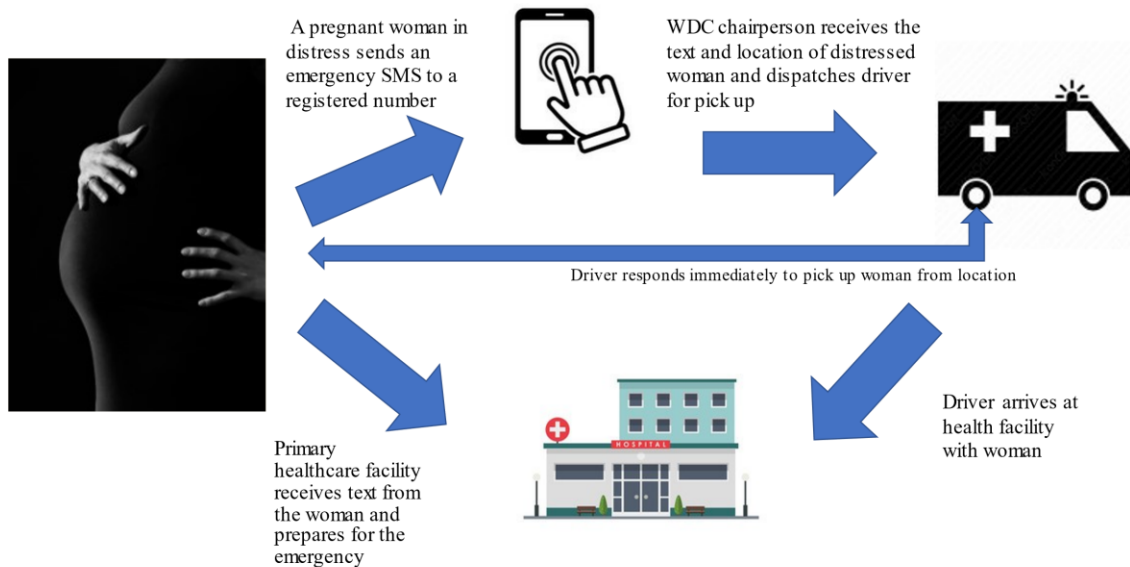 A pregnant woman in
distress sends an
emergency SMS to a
registered number
WDC chairperson receives the
text and location of distressed
woman and dispatches driver
for pick up
Driver responds immediately to pick up woman from location
Primary
healthcare facility
receives text from
the woman and
prepares for the
emergency
HOSPITAL
Driver arrives at
health facility
with woman